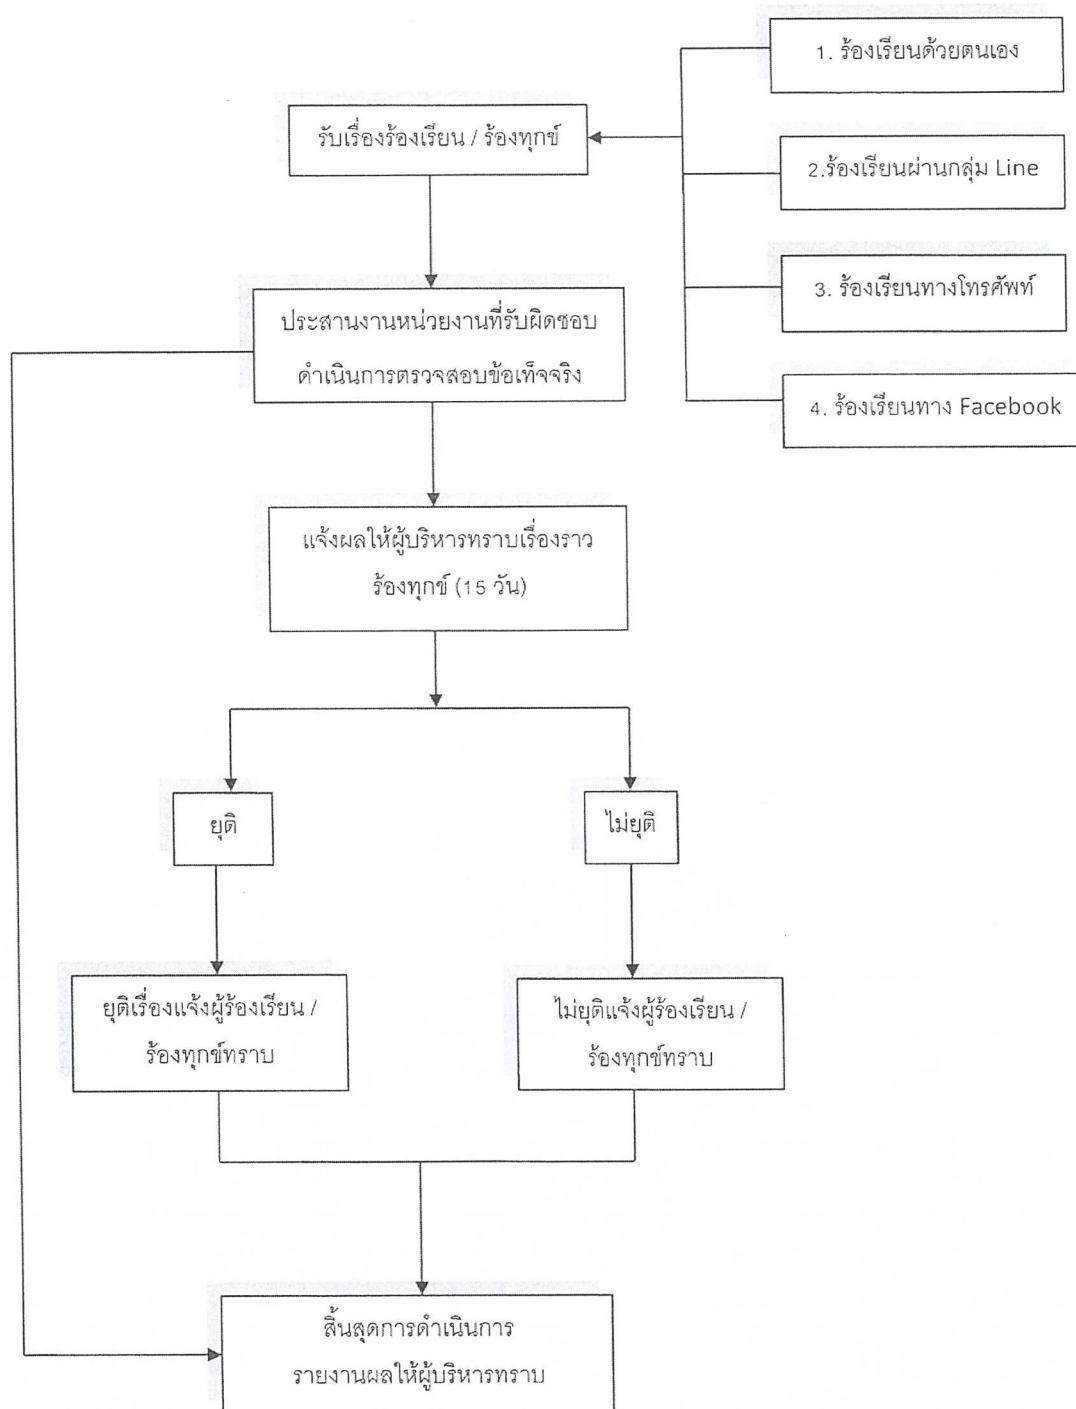 1. ร้องเรียนด้วยตนเอง
รับเรื่องร้องเรียน / ร้องทุกข์
2.ร้องเรียนผ่านกลุ่ม Line
3. ร้องเรียนทางโทรศัพท์
4. ร้องเรียนทาง Facebook
ประสานงานหน่วยงานที่รับผิดชอบ
ดำเนินการตรวจสอบข้อเท็จจริง
แจ้งผลให้ผู้บริหารทราบเรื่องราว
ร้องทุกข์ (15 วัน)
ยุติ
ไม่ยุติ
ยุติเรื่องแจ้งผู้ร้องเรียน /
ร้องทุกข์ทราบ
ไม่ยุติแจ้งผู้ร้องเรียน /
ร้องทุกข์ทราบ
สิ้นสุดการดำเนินการ
รายงานผลให้ผู้บริหารทราบ